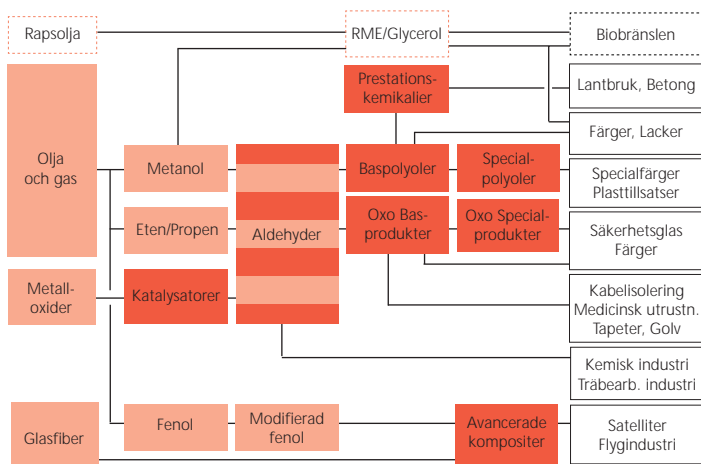 Rapsolja
RME/Glycerol
Biobränslen
Prestations-
kemikalier
Lantbruk, Betong
Färger, Lacker
Olja
och gas
Metanol
Baspolyoler
Special-
polyoler
Specialfärger
Plasttillsatser
Eten/Propen
Aldehyder
Oxo Bas-
produkter
Oxo Special-
produkter
Säkerhetsglas
Färger
Metall-
oxider
Katalysatorer
Kabelisolering
Medicinsk utrustn.
Tapeter, Golv
Kemisk industri
Träbearb. industri
Glasfiber
Fenol
Modifierad
fenol
Avancerade
kompositer
Satelliter
Flygindustri